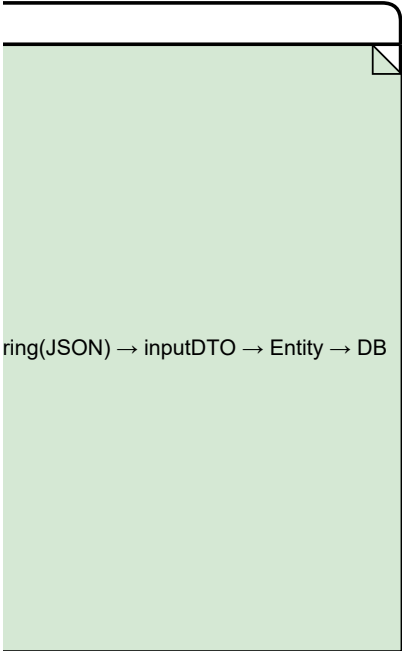 ring(JSON) → inputDTO → Entity → DB